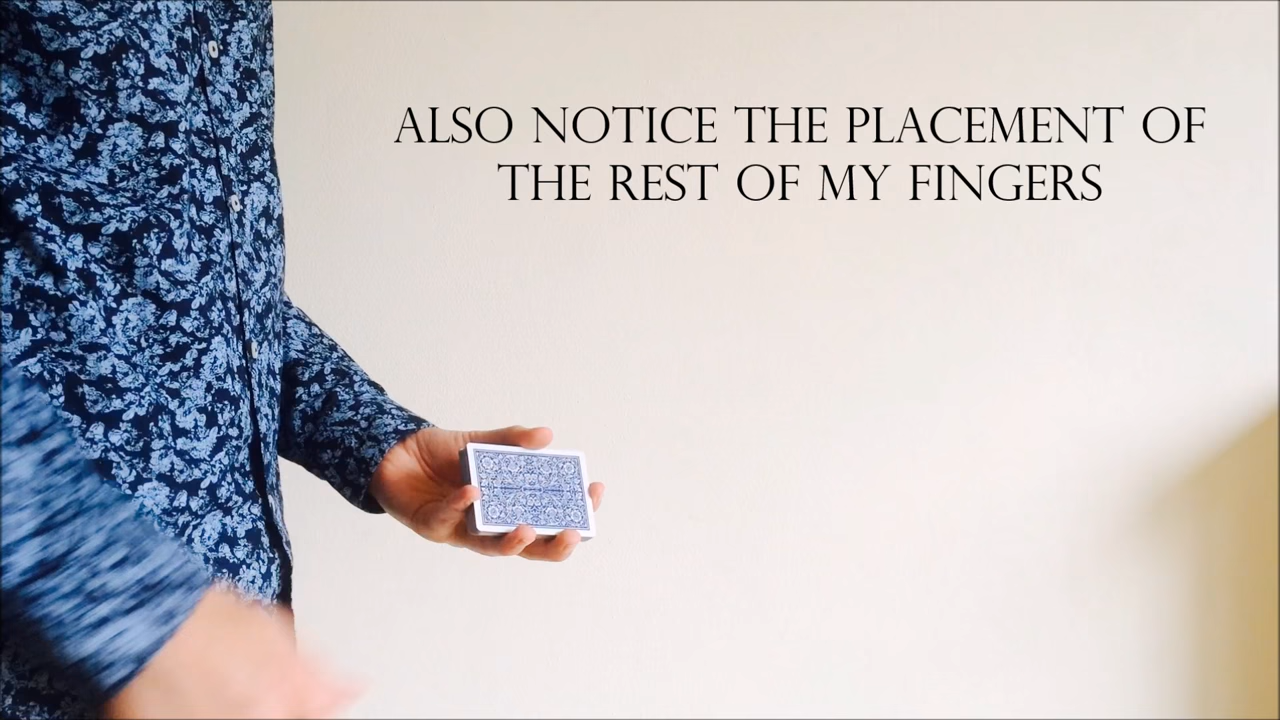 ALSO NOTICE THE PLACEMENT OF
THE REST OF MY FINGERS